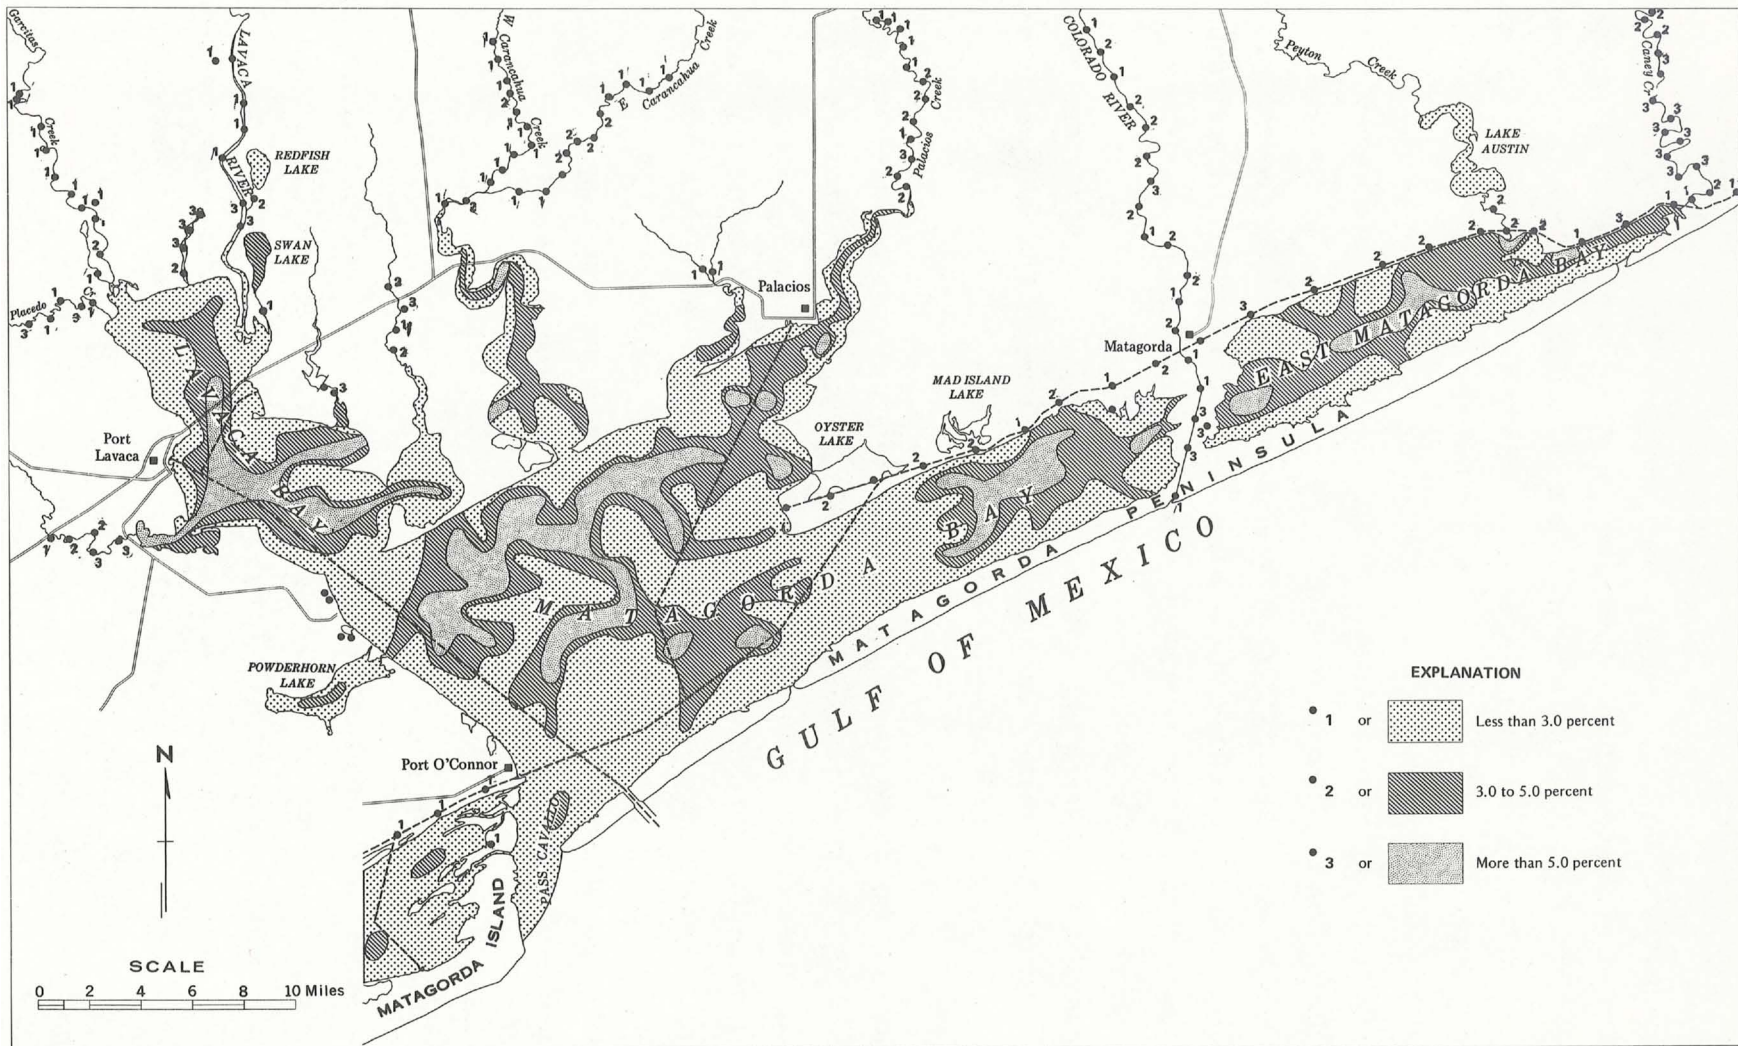 Garcitas
Creek
LAVACA
RIVER
REDFISH
LAKE
SWAN
LAKE
Placedo
Cr.
W
Carancahua
Creek
E
Carancahua
Creek
Palacios
Creek
COLORADO
RIVER
Peyton
Creek
LAKE
AUSTIN
Caney Cr
Palacios
Matagorda
MAD ISLAND
LAKE
OYSTER
LAKE
Port
Lavaca
LAVACA
BAY
EAST MATAGORDA BAY
MATAGORDA
BAY
MATAGORDA PENINSULA
GULF OF MEXICO
POWDERHORN
LAKE
Port O'Connor
PASS CAVALLO
MATAGORDA
ISLAND
N
SCALE
0 2 4 6 8 10 Miles
EXPLANATION
1 or Less than 3.0 percent
2 or 3.0 to 5.0 percent
3 or More than 5.0 percent